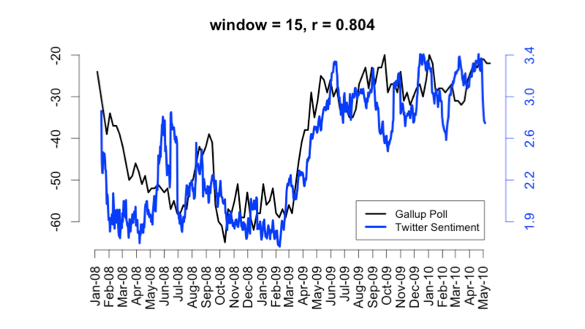 window = 15, r = 0.804
-20
-30
-40
-50
-60
3.4
3.0
2.6
2.2
1.9
Gallup Poll
Twitter Sentiment
Jan-08
Feb-08
Mar-08
Apr-08
May-08
Jun-08
Jul-08
Aug-08
Sep-08
Oct-08
Nov-08
Dec-08
Jan-09
Feb-09
Mar-09
Apr-09
May-09
Jun-09
Jul-09
Aug-09
Sep-09
Oct-09
Nov-09
Dec-09
Jan-10
Feb-10
Mar-10
Apr-10
May-10